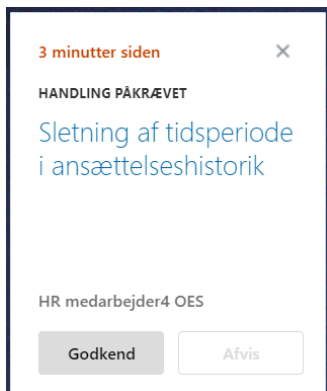 3 minutter siden
HANDLING PÅKRÆVET
Sletning af tidsperiode
i ansættelseshistorik
HR medarbejder4 OES
Godkend
Afvis